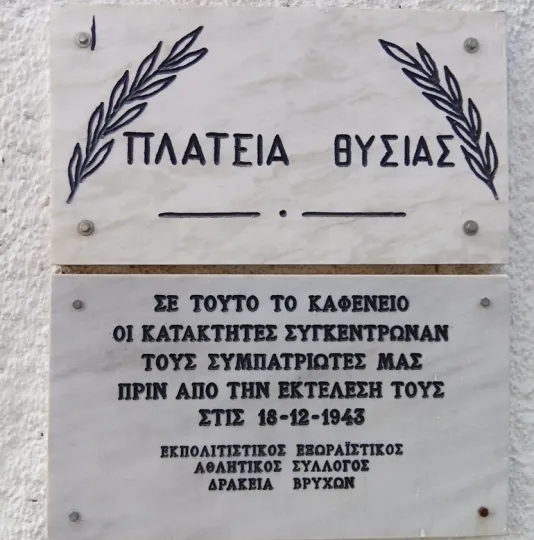 ΠΛΑΤΕΙΑ ΘΥΣΙΑΣ
ΣΕ ΤΟΥΤΟ ΤΟ ΚΑΦΕΝΕΙΟ
ΟΙ ΚΑΤΑΚΤΗΤΕΣ ΣΥΓΚΕΝΤΡΩΝΑΝ
ΤΟΥΣ ΣΥΜΠΑΤΡΙΩΤΕΣ ΜΑΣ
ΠΡΙΝ ΑΠΟ ΤΗΝ ΕΚΤΕΛΕΣΗ ΤΟΥΣ
ΣΤΙΣ 18-12-1943
ΕΚΠΟΛΙΤΙΣΤΙΚΟΣ ΕΞΩΡΑΪΣΤΙΚΟΣ
ΑΘΛΗΤΙΚΟΣ ΣΥΛΛΟΓΟΣ
ΔΡΑΚΕΙΑ ΒΡΥΧΩΝ